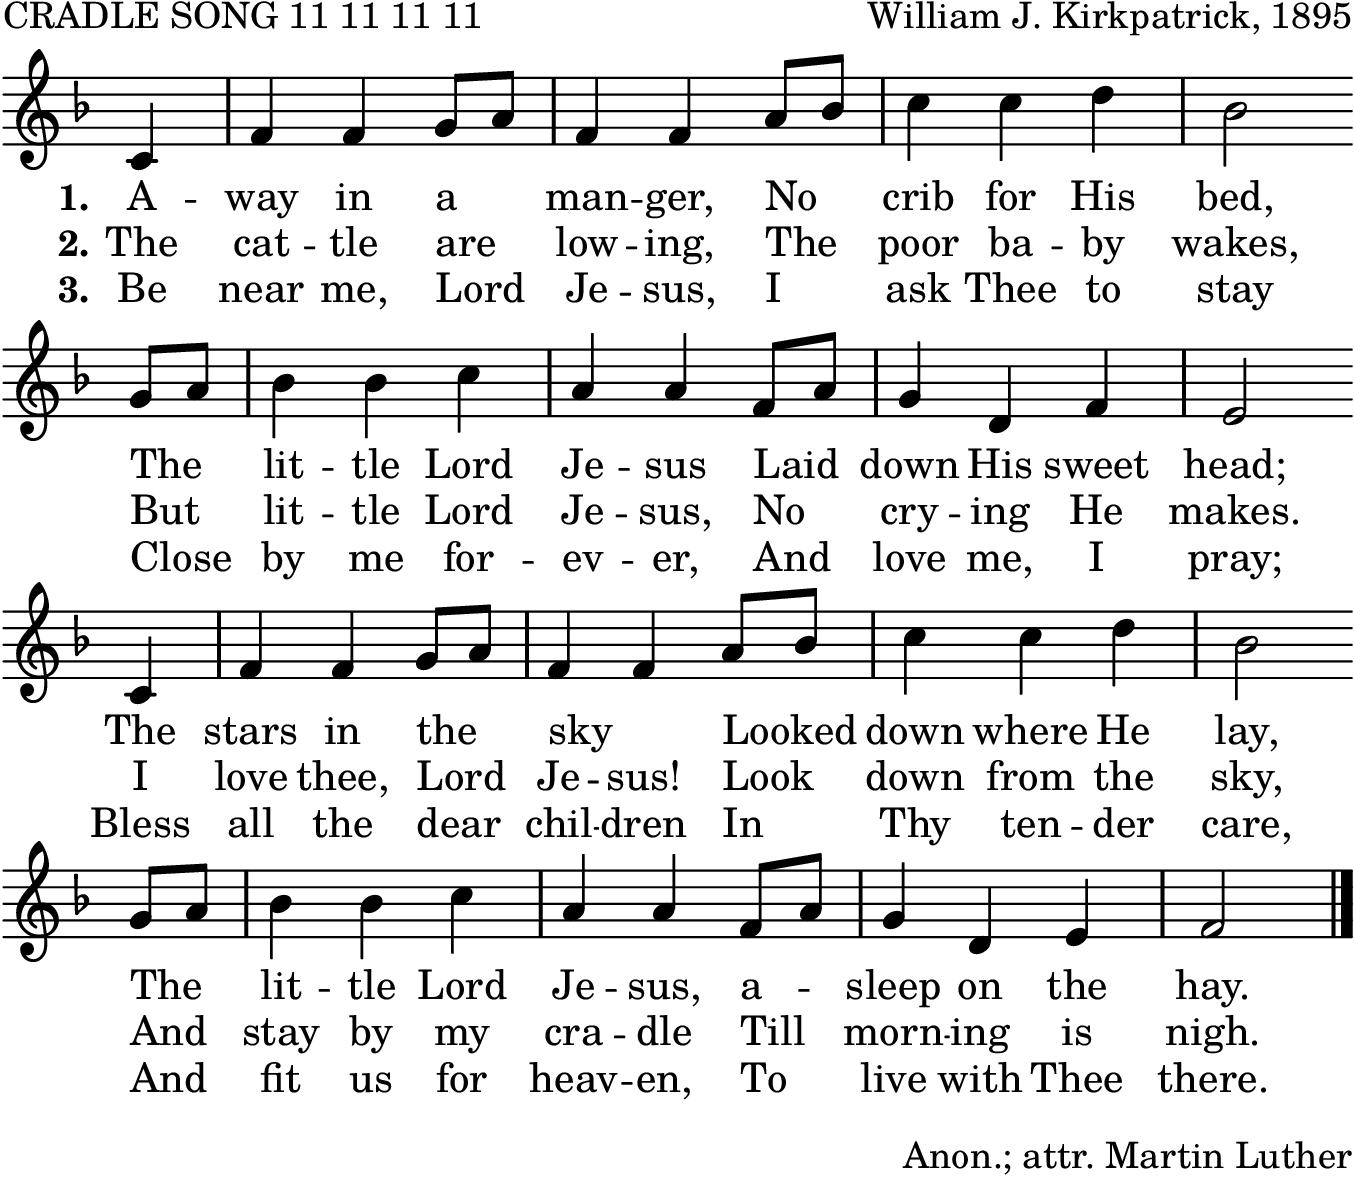 CRADLE SONG 11 11 11 11
William J. Kirkpatrick, 1895
1. A - way in a man - ger, No crib for His bed,
2. The cat - tle are low - ing, The poor ba - by wakes,
3. Be near me, Lord Je - sus, I ask Thee to stay
The lit - tle Lord Je - sus Laid down His sweet head;
But lit - tle Lord Je - sus, No cry - ing He makes.
Close by me for - ev - er, And love me, I pray;
The stars in the sky Looked down where He lay,
I love thee, Lord Je - sus! Look down from the sky,
Bless all the dear chil - dren In Thy ten - der care,
The lit - tle Lord Je - sus, a - sleep on the hay.
And stay by my cra - dle Till morn - ing is nigh.
And fit us for heav - en, To live with Thee there.
Anon.; attr. Martin Luther